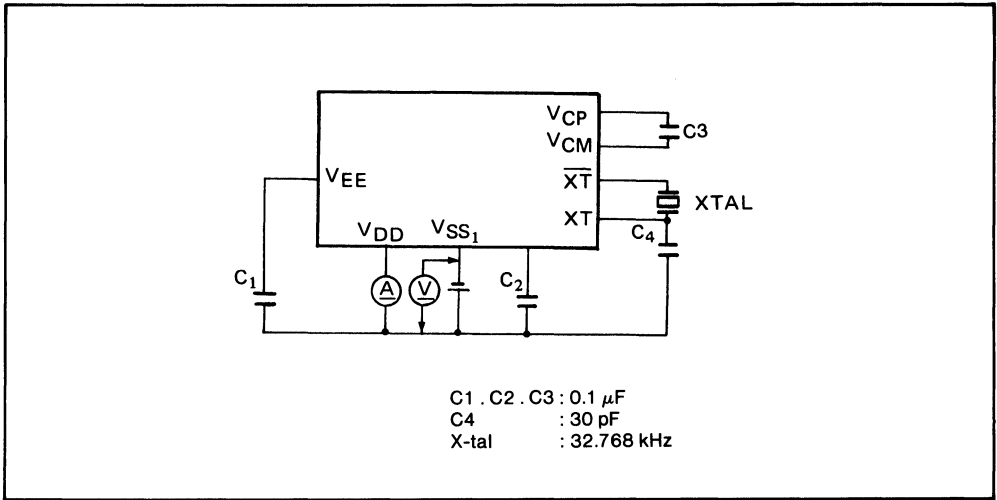 VCP
C3
VCM
XT
XTAL
VEE
XT
VDD
VSS1
C4
C1
A
V
C2
C1 . C2 . C3 : 0.1 μF
C4 : 30 pF
X-tal : 32.768 kHz